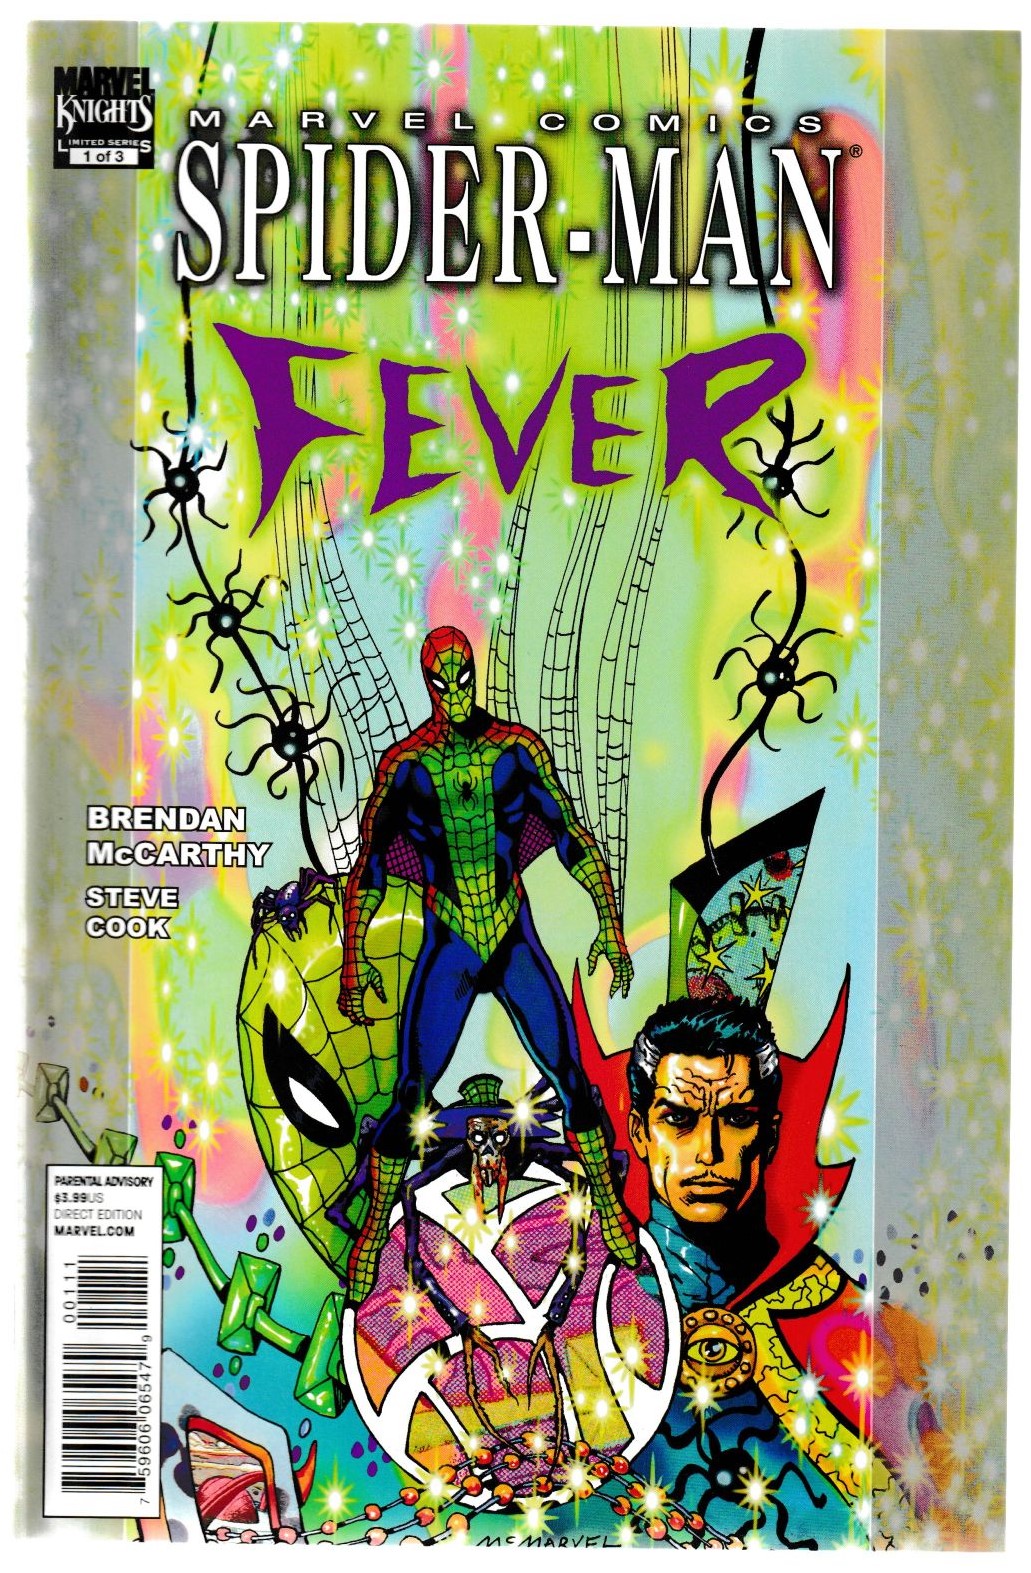 MARVEL
KNIGHTS
LIMITED SERIES
1 of 3
MARVEL COMICS
SPIDER-MAN®
FEVER
BRENDAN
McCARTHY
STEVE
COOK
PARENTAL ADVISORY
$3.99US
DIRECT EDITION
MARVEL.COM
00111
7 59606 06547 9
MCMARVEL